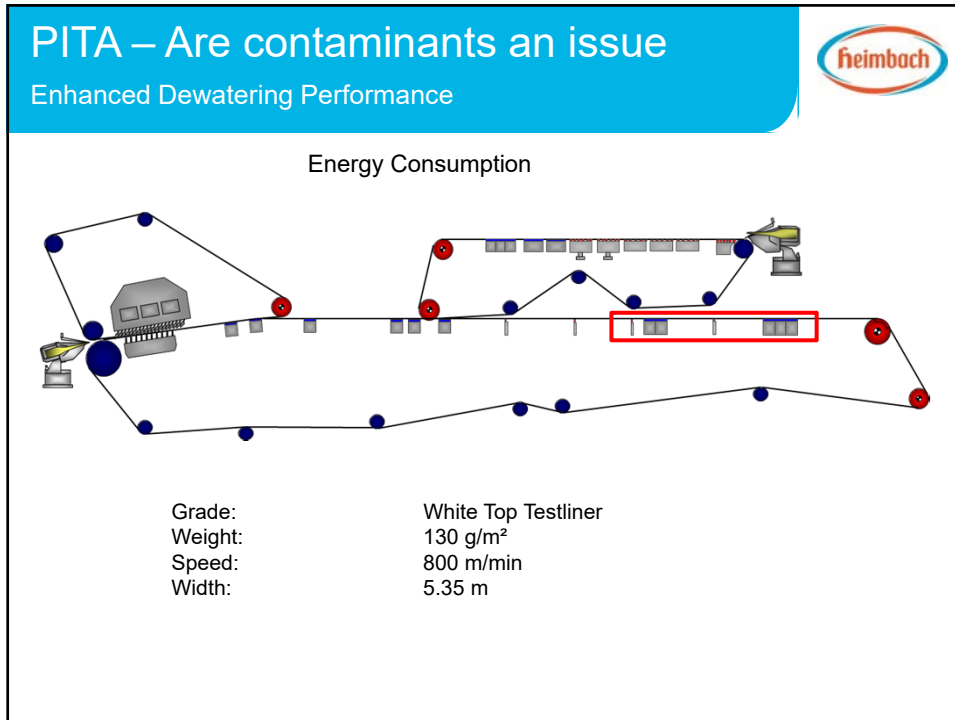 PITA – Are contaminants an issue
Enhanced Dewatering Performance
heimbach
Energy Consumption
Grade: White Top Testliner
Weight: 130 g/m²
Speed: 800 m/min
Width: 5.35 m